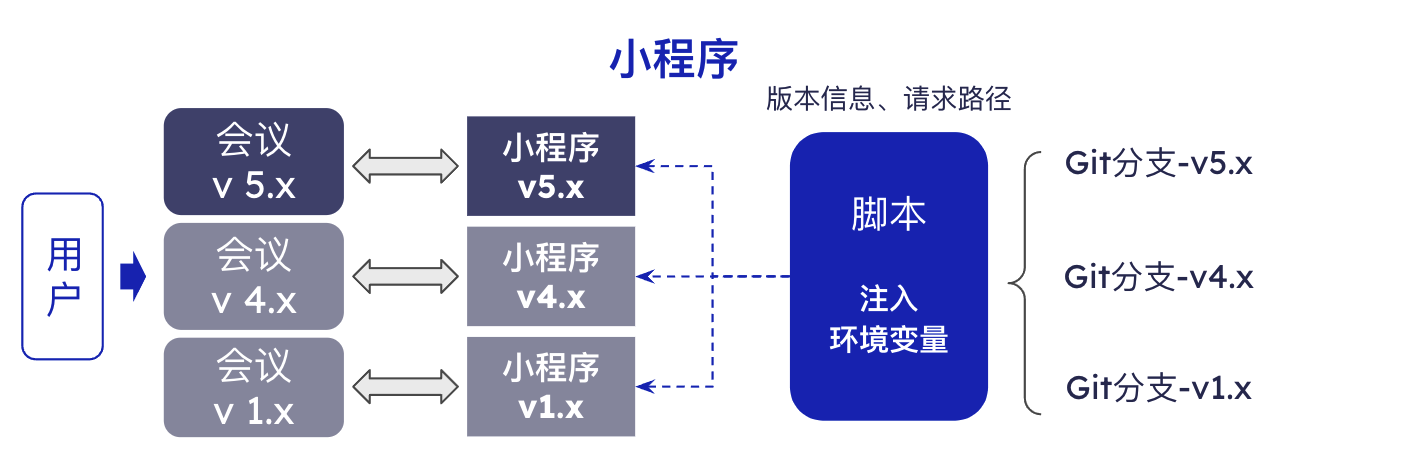 小程序
版本信息、请求路径
用
户
会议
v 5.x
会议
v 4.x
会议
v 1.x
小程序
v5.x
小程序
v4.x
小程序
v1.x
脚本
注入
环境变量
Git分支-v5.x
Git分支-v4.x
Git分支-v1.x